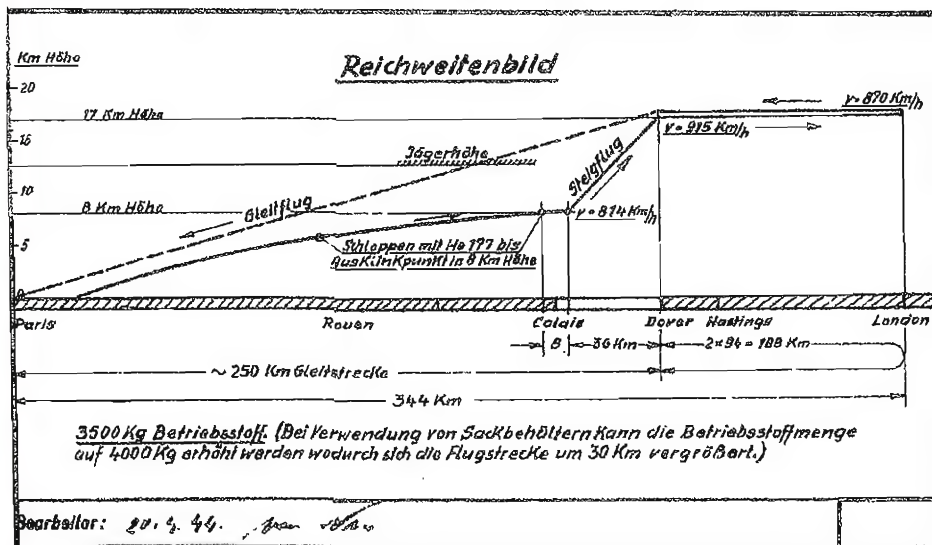 Reichweitenbild
Km Höhe
20
17 Km Höhe
15
Jägerhöhe
10
8 Km Höhe
5
0
v= 870 Km/h
v= 915 Km/h
Steigflug
Gleitflug
v= 814 Km/h
Schleppen mit He 177 bis
Ausklinkpunkt in 8 Km Höhe
Paris Rouen Calais Dover Hastings London
8 36 Km 2×94 = 188 Km
~ 250 Km Gleitstrecke
344 Km
3500 Kg Betriebsstoff. (Bei Verwendung von Sackbehältern kann die Betriebsstoffmenge
auf 4000 Kg erhöht werden wodurch sich die Flugstrecke um 30 Km vergrößert.)
Bearbeiter: